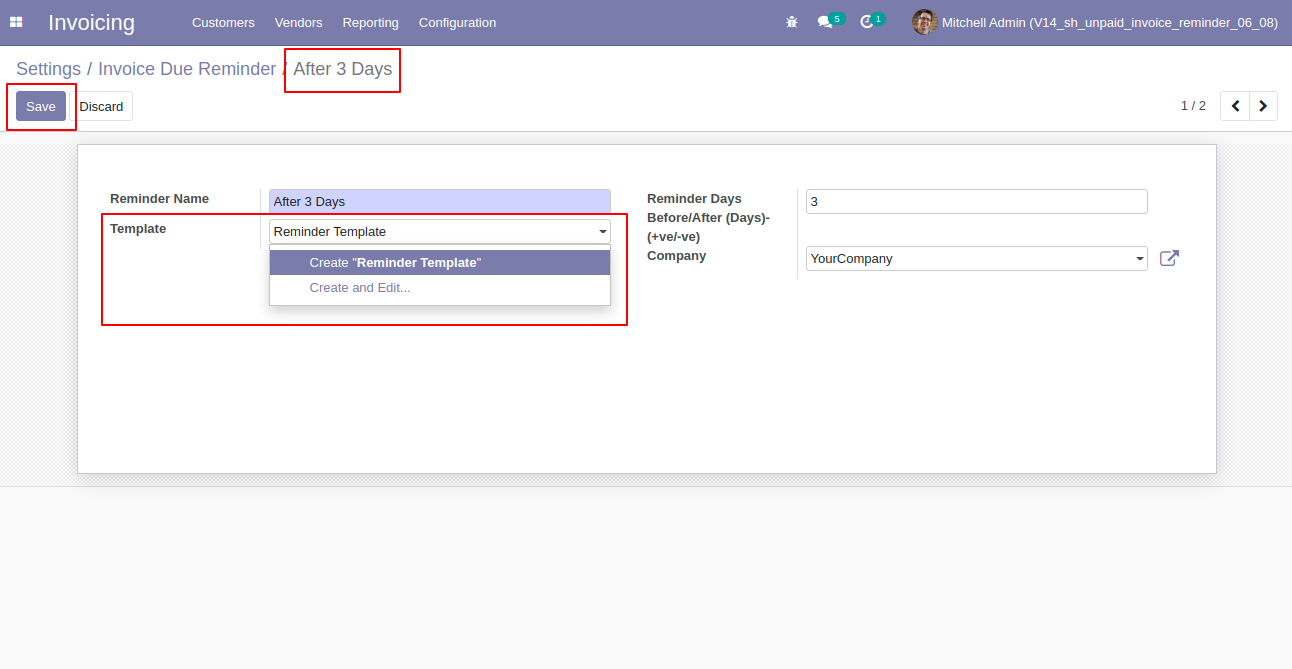 Invoicing Customers Vendors Reporting Configuration 5 1 Mitchell Admin (V14_sh_unpaid_invoice_reminder_06_08)
Settings / Invoice Due Reminder / After 3 Days
Save Discard 1 / 2
Reminder Name After 3 Days
Template Reminder Template
Create "Reminder Template"
Create and Edit...
Reminder Days 3
Before/After (Days)-
(+ve/-ve)
Company YourCompany